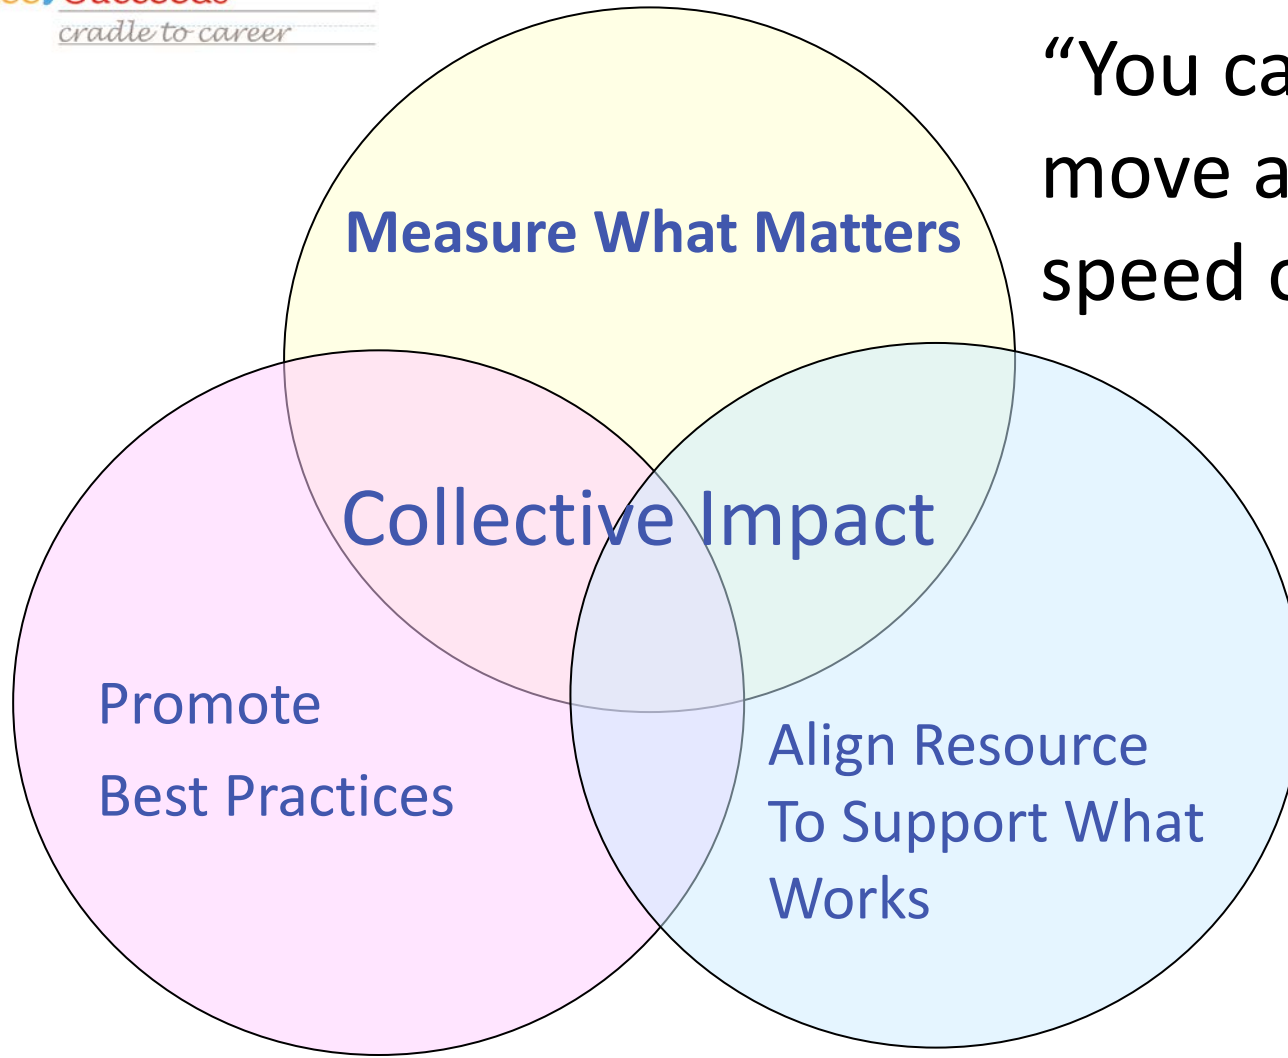 Succeeds
cradle to career
“You ca
move a
speed
Measure What Matters
Collective Impact
Promote
Best Practices
Align Resource
To Support What
Works